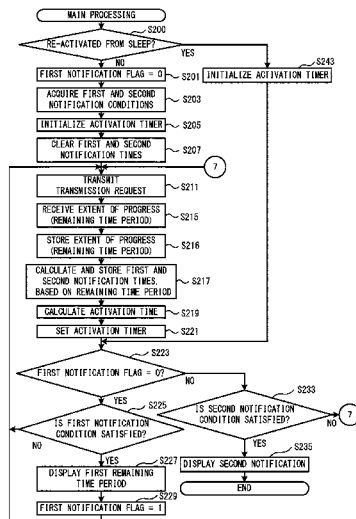 MAIN PROCESSING
S200
RE-ACTIVATED FROM SLEEP?
YES
NO
S243
INITIALIZE ACTIVATION TIMER
FIRST NOTIFICATION FLAG = 0
S201
ACQUIRE FIRST AND SECOND
NOTIFICATION CONDITIONS
S203
INITIALIZE ACTIVATION TIMER
S205
CLEAR FIRST AND SECOND
NOTIFICATION TIMES
S207
7
TRANSMIT
TRANSMISSION REQUEST
S211
RECEIVE EXTENT OF PROGRESS
(REMAINING TIME PERIOD)
S215
STORE EXTENT OF PROGRESS
(REMAINING TIME PERIOD)
S216
CALCULATE AND STORE FIRST AND
SECOND NOTIFICATION TIMES,
BASED ON REMAINING TIME PERIOD
S217
CALCULATE ACTIVATION TIME
S219
SET ACTIVATION TIMER
S221
S223
FIRST NOTIFICATION FLAG = 0?
NO
YES
S233
IS SECOND NOTIFICATION
CONDITION SATISFIED?
NO
7
YES
S225
IS FIRST NOTIFICATION
CONDITION SATISFIED?
NO
YES
S235
DISPLAY SECOND NOTIFICATION
END
S227
DISPLAY FIRST REMAINING
TIME PERIOD
S229
FIRST NOTIFICATION FLAG = 1